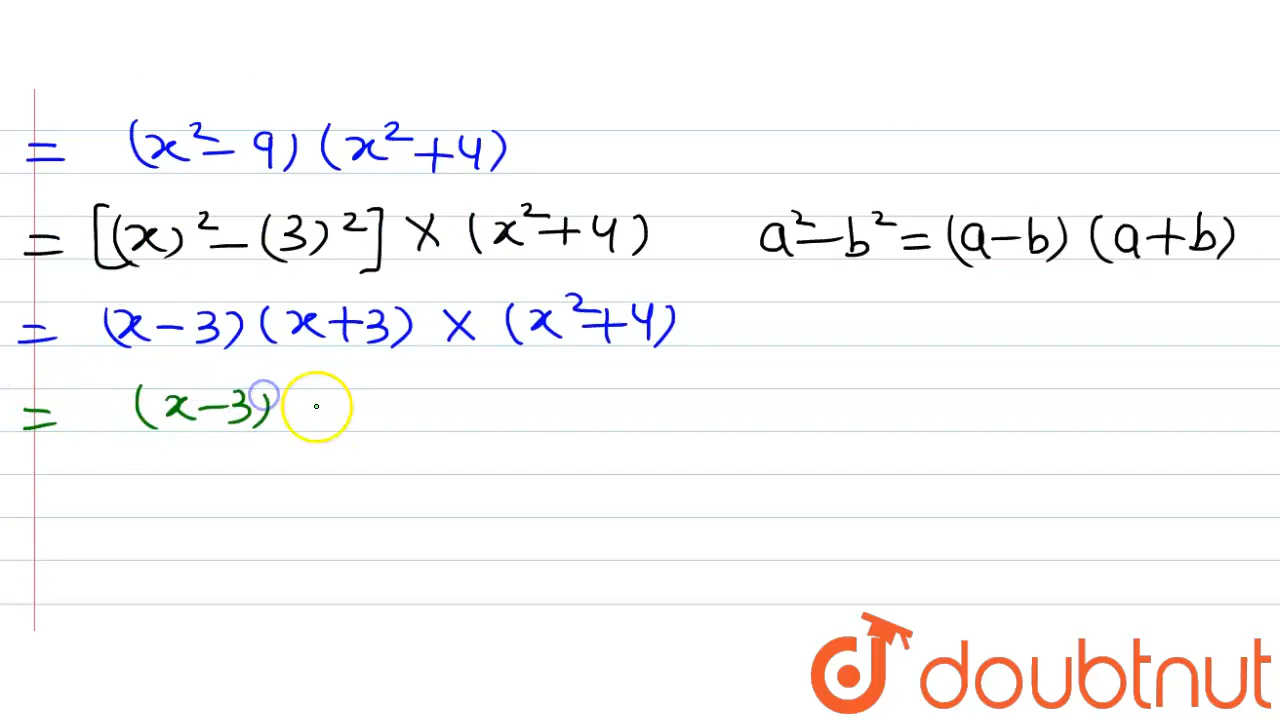 = (x² - 9) (x² + 4)
= [(x)² - (3)²] × (x² + 4) a² - b² = (a - b) (a + b)
= (x - 3) (x + 3) × (x² + 4)
= (x - 3)
doubtnut